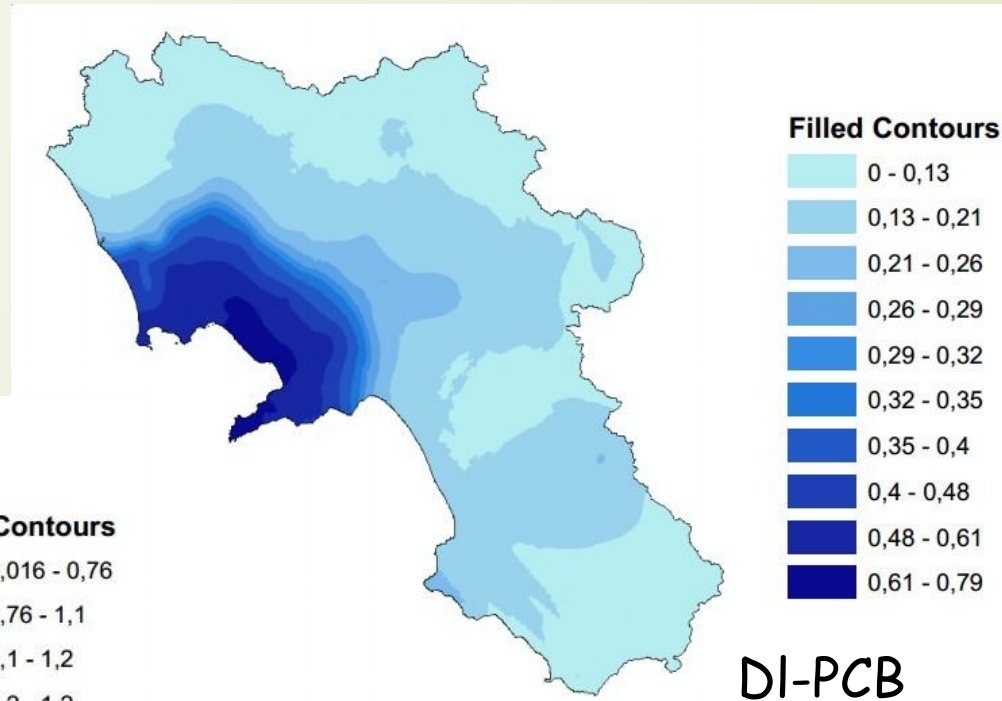 Filled Contours
0 - 0,13
0,13 - 0,21
0,21 - 0,26
0,26 - 0,29
0,29 - 0,32
0,32 - 0,35
0,35 - 0,4
0,4 - 0,48
0,48 - 0,61
0,61 - 0,79
Contours
,016 - 0,76
,76 - 1,1
,1 - 1,2
Dl-PCB